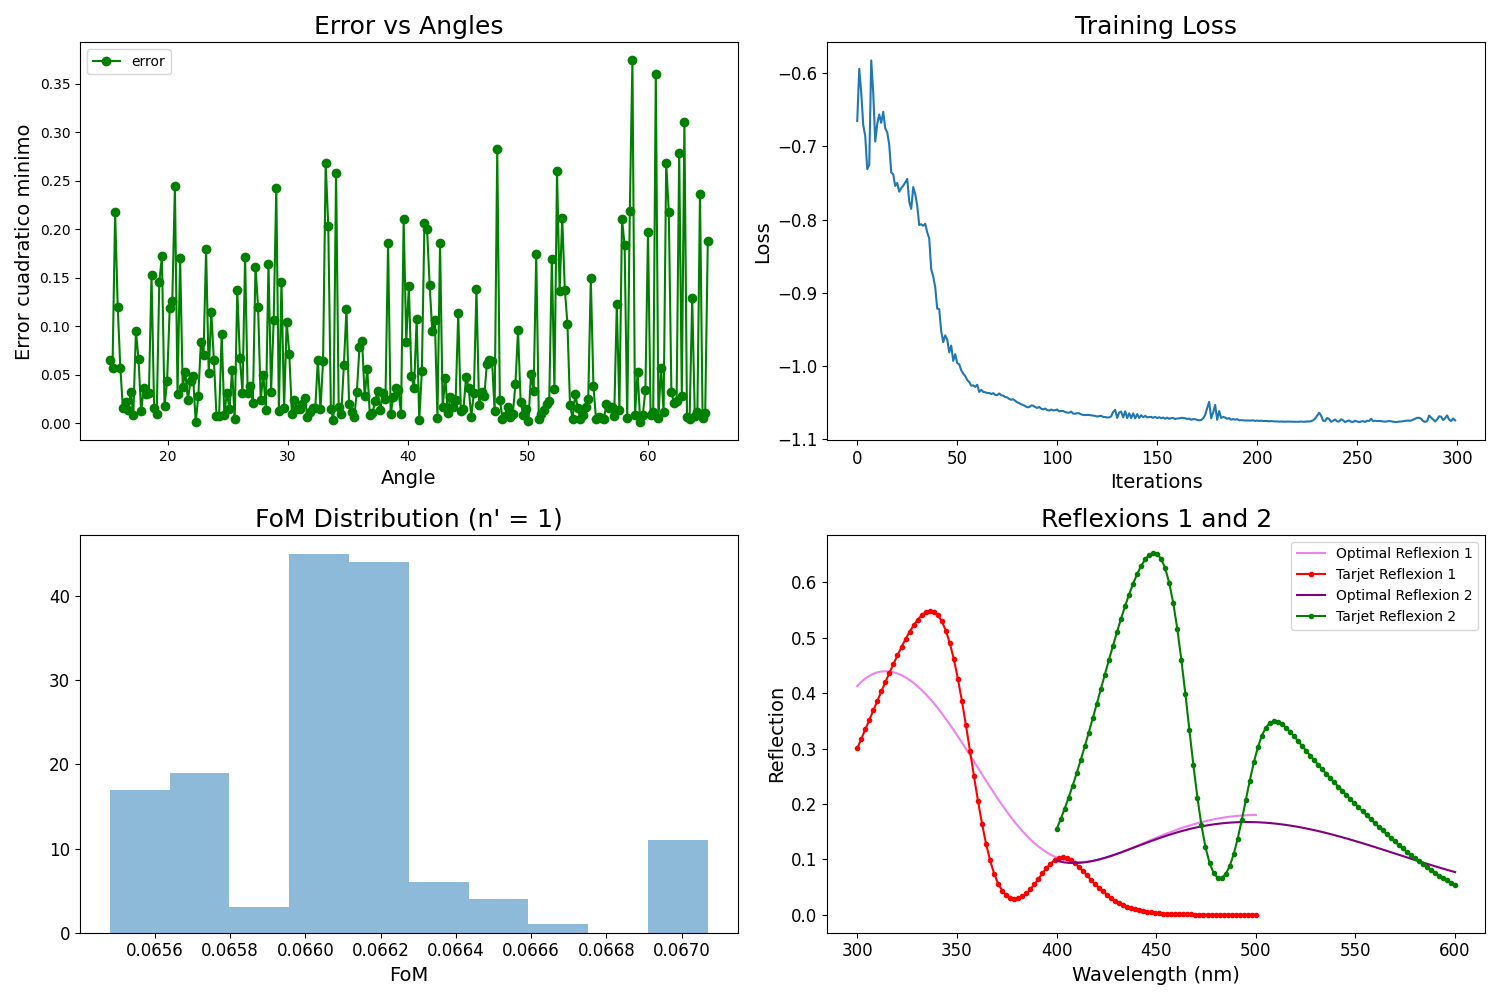 Error vs Angles
error
0.35
0.30
0.25
0.20
0.15
0.10
0.05
0.00
Error cuadratico minimo
20 30 40 50 60
Angle
Training Loss
−0.6
−0.7
−0.8
−0.9
−1.0
−1.1
Loss
0 50 100 150 200 250 300
Iterations
FoM Distribution (n' = 1)
40
30
20
10
0
0.0656 0.0658 0.0660 0.0662 0.0664 0.0666 0.0668 0.0670
FoM
Reflexions 1 and 2
Optimal Reflexion 1
Tarjet Reflexion 1
Optimal Reflexion 2
Tarjet Reflexion 2
0.6
0.5
0.4
0.3
0.2
0.1
0.0
Reflection
300 350 400 450 500 550 600
Wavelength (nm)